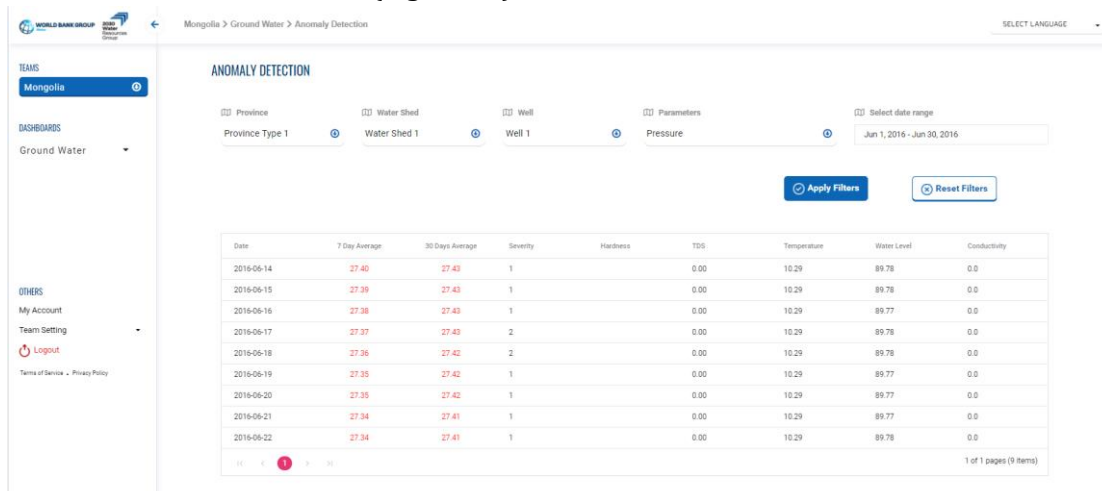 WORLD BANK GROUP
2030
Water
Resources
Group
Mongolia > Ground Water > Anomaly Detection
SELECT LANGUAGE
TEAMS
Mongolia
DASHBOARDS
Ground Water
OTHERS
My Account
Team Setting
Logout
Terms of Service • Privacy Policy
ANOMALY DETECTION
Province Water Shed Well Parameters Select date range
Province Type 1 Water Shed 1 Well 1 Pressure Jun 1, 2016 - Jun 30, 2016
Apply Filters Reset Filters
Date 7 Day Average 30 Days Average Severity Hardness TDS Temperature Water Level Conductivity
2016-06-14 27.40 27.43 1 0.00 10.29 89.78 0.0
2016-06-15 27.39 27.43 1 0.00 10.29 89.78 0.0
2016-06-16 27.38 27.43 1 0.00 10.29 89.77 0.0
2016-06-17 27.37 27.43 2 0.00 10.29 89.78 0.0
2016-06-18 27.36 27.42 2 0.00 10.29 89.78 0.0
2016-06-19 27.35 27.42 1 0.00 10.29 89.77 0.0
2016-06-20 27.35 27.42 1 0.00 10.29 89.77 0.0
2016-06-21 27.34 27.41 1 0.00 10.29 89.77 0.0
2016-06-22 27.34 27.41 1 0.00 10.29 89.78 0.0
1
1 of 1 pages (9 items)